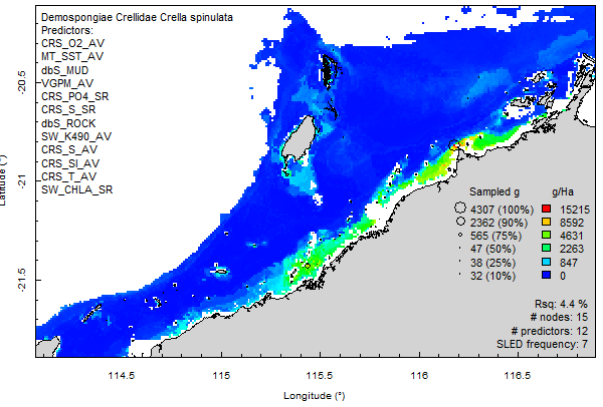 Demospongiae Crellidae Crella spinulata
Predictors:
CRS_O2_AV
MT_SST_AV
dbS_MUD
VGPM_AV
CRS_PO4_SR
CRS_S_SR
dbS_ROCK
SW_K490_AV
CRS_S_AV
CRS_SI_AV
CRS_T_AV
SW_CHLA_SR
-20.5
-21
-21.5
Latitude (°)
Sampled g g/Ha
4307 (100%) 15215
2362 (90%) 8592
565 (75%) 4631
47 (50%) 2263
38 (25%) 847
32 (10%) 0
Rsq: 4.4 %
# nodes: 15
# predictors: 12
SLED frequency: 7
114.5 115 115.5 116 116.5
Longitude (°)